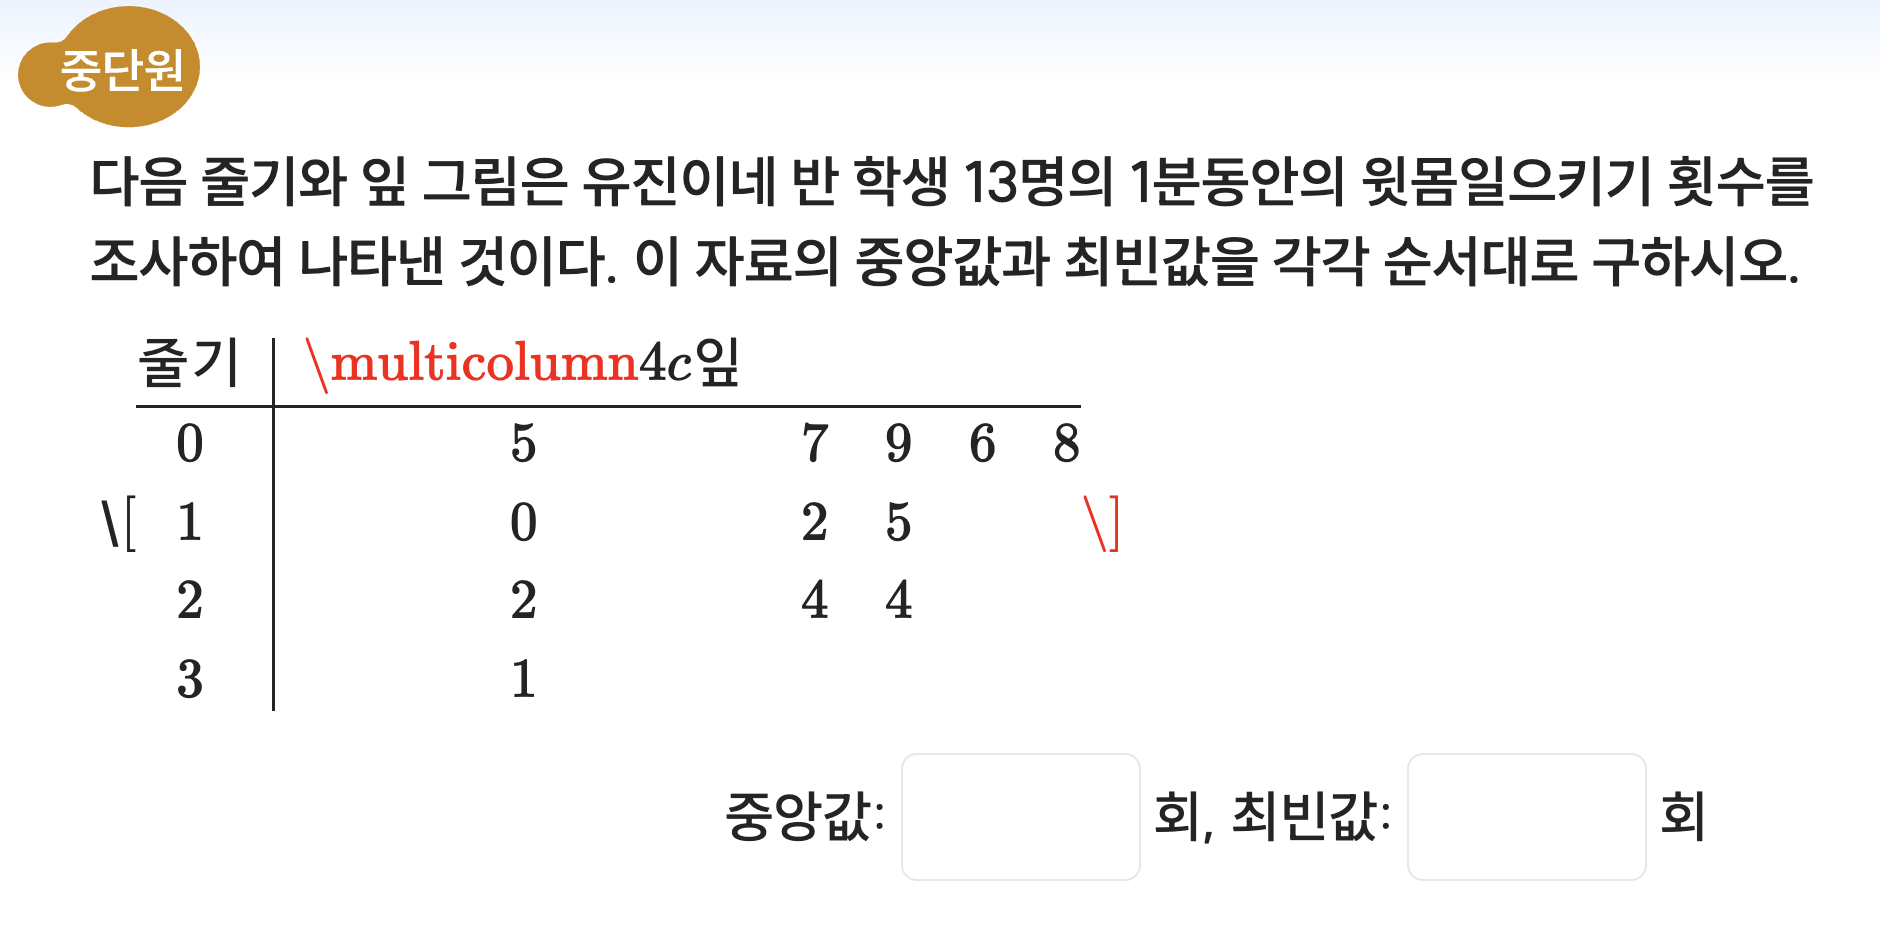 중단원
다음 줄기와 잎 그림은 유진이네 반 학생 13명의 1분동안의 윗몸일으키기 횟수를
조사하여 나타낸 것이다. 이 자료의 중앙값과 최빈값을 각각 순서대로 구하시오.
줄기 \multicolumn4c잎
0 5 7 9 6 8
\[ 1 0 2 5 \]
2 2 4 4
3 1
중앙값: 회, 최빈값: 회